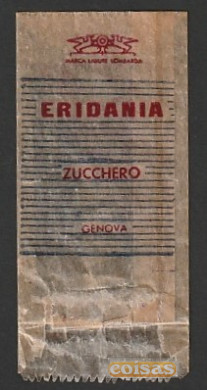 MARCA LIGURE LOMBARDA
ERIDANIA
ZUCCHERO
GENOVA
coisas